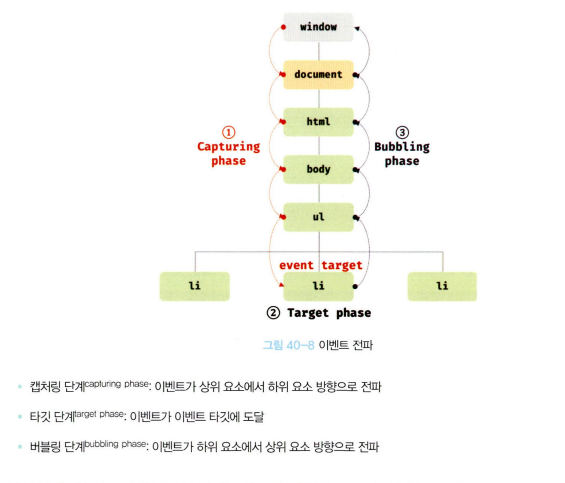 window
document
html
① Capturing phase
③ Bubbling phase
body
ul
event target
li
li
li
② Target phase
그림 40-8 이벤트 전파
• 캡처링 단계capturing phase: 이벤트가 상위 요소에서 하위 요소 방향으로 전파
• 타깃 단계target phase: 이벤트가 이벤트 타깃에 도달
• 버블링 단계bubbling phase: 이벤트가 하위 요소에서 상위 요소 방향으로 전파